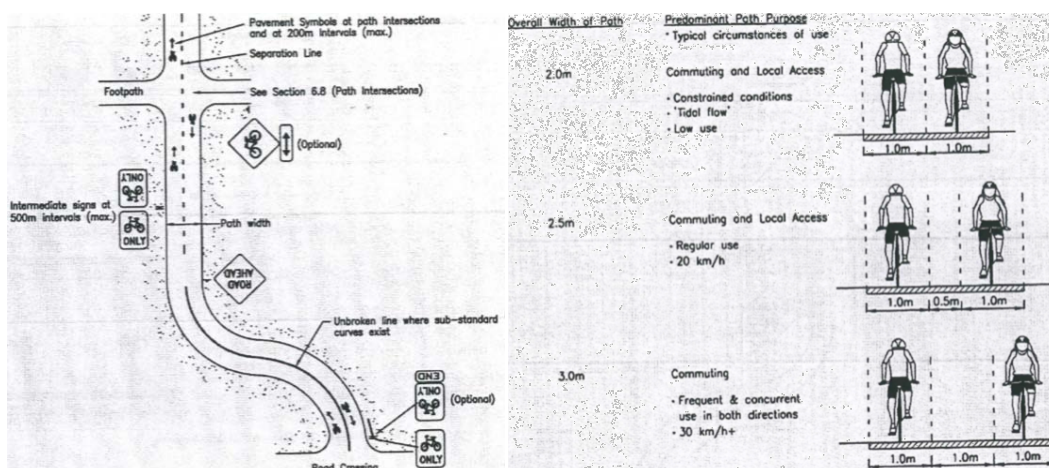 Pavement Symbols at path intersections
and at 200m Intervals (max.)
Separation Line
Footpath
See Section 6.8 (Path Intersections)
(Optional)
ONLY
Intermediate signs at
500m intervals (max.)
ONLY
Path width
ROAD
AHEAD
Unbroken line where sub-standard
curves exist
END
ONLY
(Optional)
ONLY
Road Crossing
Overall Width of Path
Predominant Path Purpose
• Typical circumstances of use
2.0m
Commuting and Local Access
• Constrained conditions
• 'Tidal flow'
• Low use
1.0m 1.0m
2.5m
Commuting and Local Access
• Regular use
• 20 km/h
1.0m 0.5m 1.0m
3.0m
Commuting
• Frequent & concurrent
use in both directions
• 30 km/h+
1.0m 1.0m 1.0m